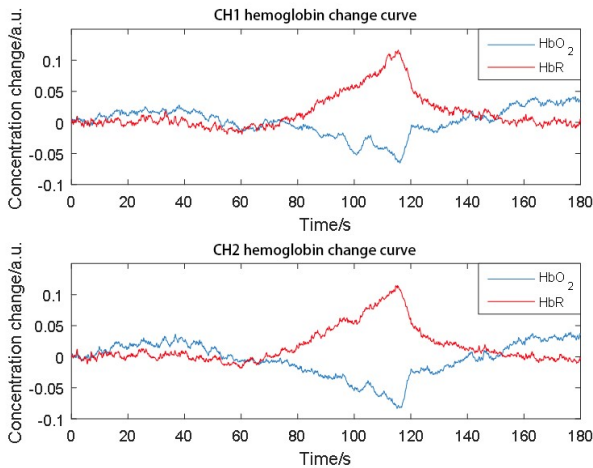 CH1 hemoglobin change curve
Concentration change/a.u.
0.1
0.05
0
-0.05
-0.1
HbO2
HbR
0 20 40 60 80 100 120 140 160 180
Time/s
CH2 hemoglobin change curve
Concentration change/a.u.
0.1
0.05
0
-0.05
-0.1
HbO2
HbR
0 20 40 60 80 100 120 140 160 180
Time/s